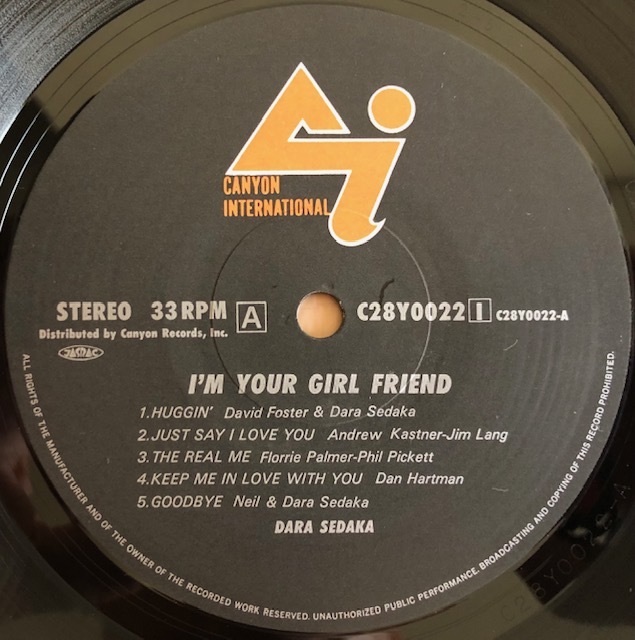 CANYON
INTERNATIONAL
STEREO 33RPM A C28Y0022 I C28Y0022-A
Distributed by Canyon Records, Inc.
JASRAC
I'M YOUR GIRL FRIEND
1.HUGGIN' David Foster & Dara Sedaka
2.JUST SAY I LOVE YOU Andrew Kastner-Jim Lang
3.THE REAL ME Florrie Palmer-Phil Pickett
4.KEEP ME IN LOVE WITH YOU Dan Hartman
5.GOODBYE Neil & Dara Sedaka
DARA SEDAKA
ALL RIGHTS OF THE MANUFACTURER AND OF THE OWNER OF THE RECORDED WORK RESERVED. UNAUTHORIZED PUBLIC PERFORMANCE, BROADCASTING AND COPYING OF THIS RECORD PROHIBITED.